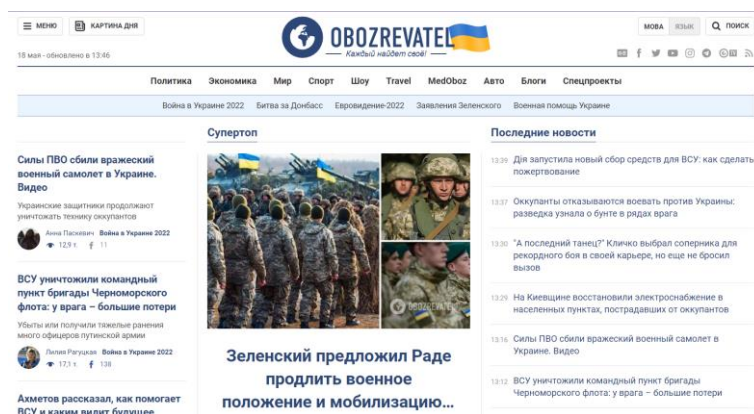 МЕНЮ
КАРТИНА ДНЯ
OBOZREVATEL
Каждый найдет своё!
МОВА ЯЗЫК
ПОИСК
18 мая - обновлено в 13:46
Политика Экономика Мир Спорт Шоу Travel MedOboz Авто Блоги Спецпроекты
Война в Украине 2022 Битва за Донбасс Евровидение-2022 Заявления Зеленского Военная помощь Украине
Силы ПВО сбили вражеский
военный самолет в Украине.
Видео
Украинские защитники продолжают
уничтожать технику оккупантов
Анна Паскевич Война в Украине 2022
12,9 т. 11
ВСУ уничтожили командный
пункт бригады Черноморского
флота: у врага – большие потери
Убыты или получили тяжелые ранения
много офицеров путинской армии
Лилия Рагуцкая Война в Украине 2022
17,1 т. 138
Ахметов рассказал, как помогает
ВСУ и каким видит будущее
Супертоп
OBOZREVATEL
Зеленский предложил Раде
продлить военное
положение и мобилизацию...
Последние новости
13:39 Дія запустила новый сбор средств для ВСУ: как сделать
пожертвование
13:37 Оккупанты отказываются воевать против Украины:
разведка узнала о бунте в рядах врага
13:30 "А последний танец?" Кличко выбрал соперника для
рекордного боя в своей карьере, но еще не бросил
вызов
13:29 На Киевщине восстановили электроснабжение в
населенных пунктах, пострадавших от оккупантов
13:16 Силы ПВО сбили вражеский военный самолет в
Украине. Видео
13:12 ВСУ уничтожили командный пункт бригады
Черноморского флота: у врага – большие потери